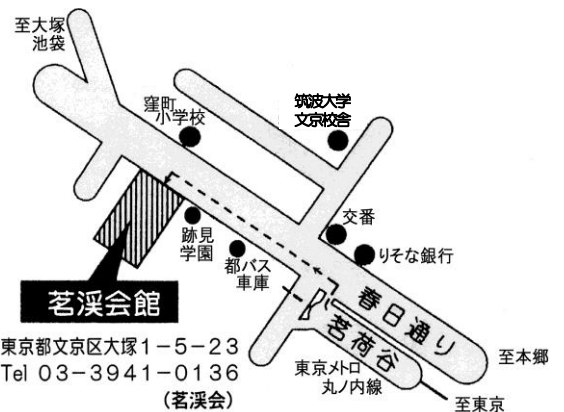 至大塚
池袋
窪町
小学校
筑波大学
文京校舎
交番
りそな銀行
跡見
学園
都バス
車庫
茗渓会館
春日通り
茗荷谷
東京都文京区大塚1-5-23
Tel 03-3941-0136
(茗渓会)
東京メトロ
丸ノ内線
至本郷
至東京